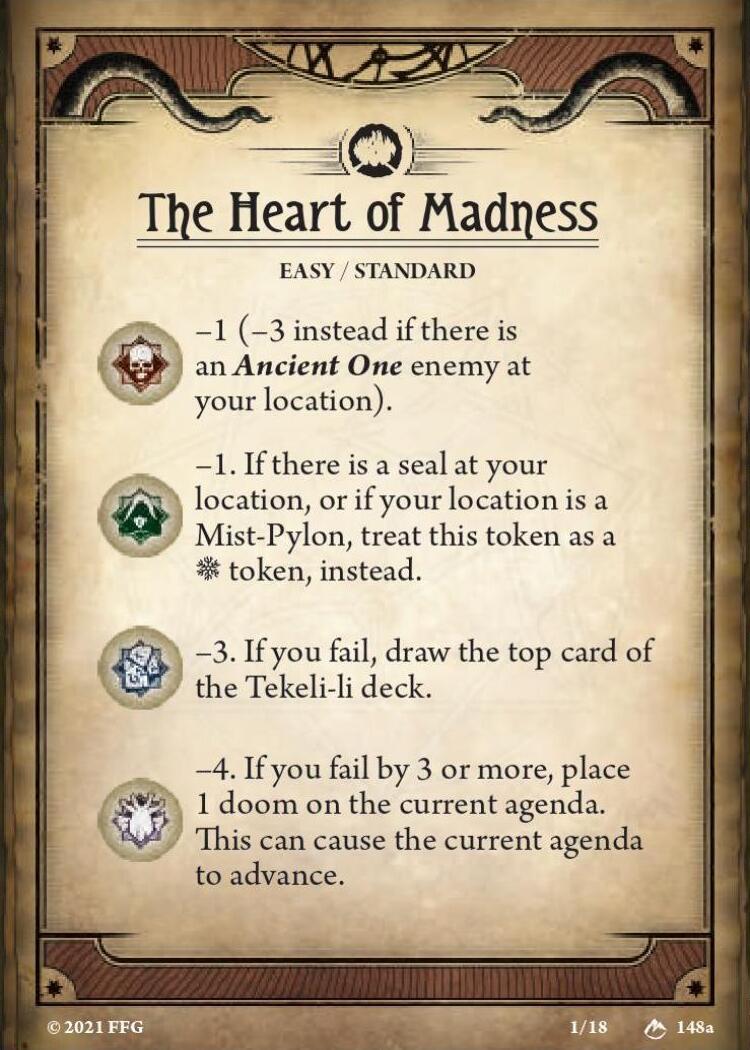 The Heart of Madness
EASY / STANDARD
–1 (–3 instead if there is
an Ancient One enemy at
your location).
–1. If there is a seal at your
location, or if your location is a
Mist-Pylon, treat this token as a
❄ token, instead.
–3. If you fail, draw the top card of
the Tekeli-li deck.
–4. If you fail by 3 or more, place
1 doom on the current agenda.
This can cause the current agenda
to advance.
© 2021 FFG
1/18
148a